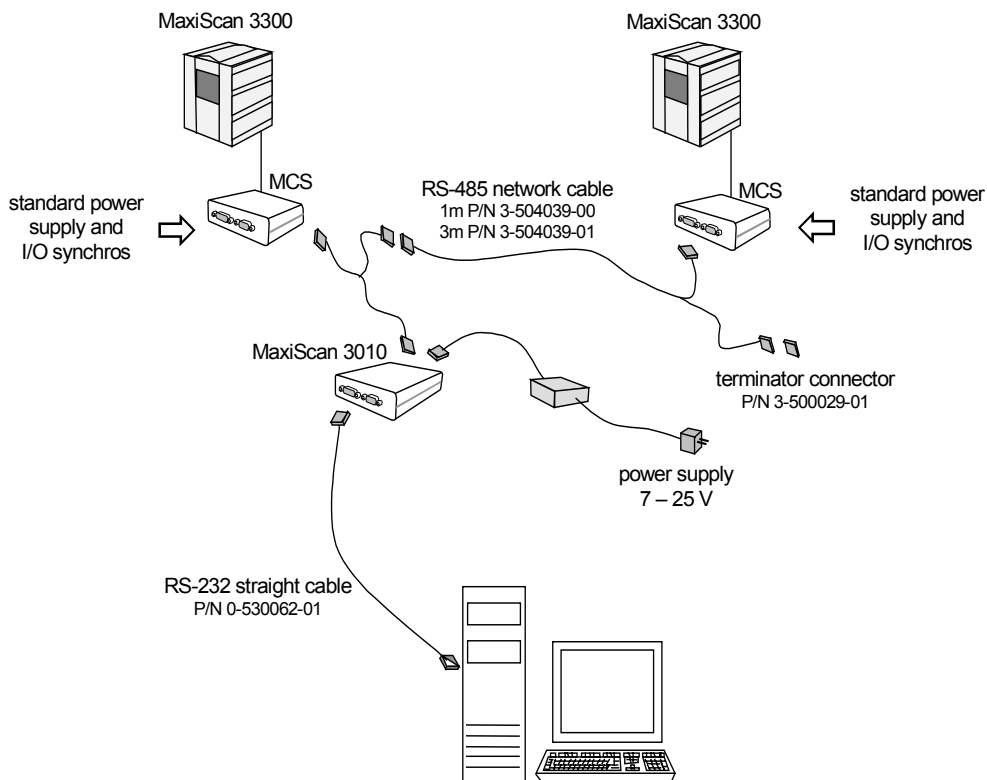 MaxiScan 3300
MaxiScan 3300
MCS
RS-485 network cable
1m P/N 3-504039-00
3m P/N 3-504039-01
MCS
standard power
supply and
I/O synchros
standard power
supply and
I/O synchros
MaxiScan 3010
terminator connector
P/N 3-500029-01
power supply
7 – 25 V
RS-232 straight cable
P/N 0-530062-01